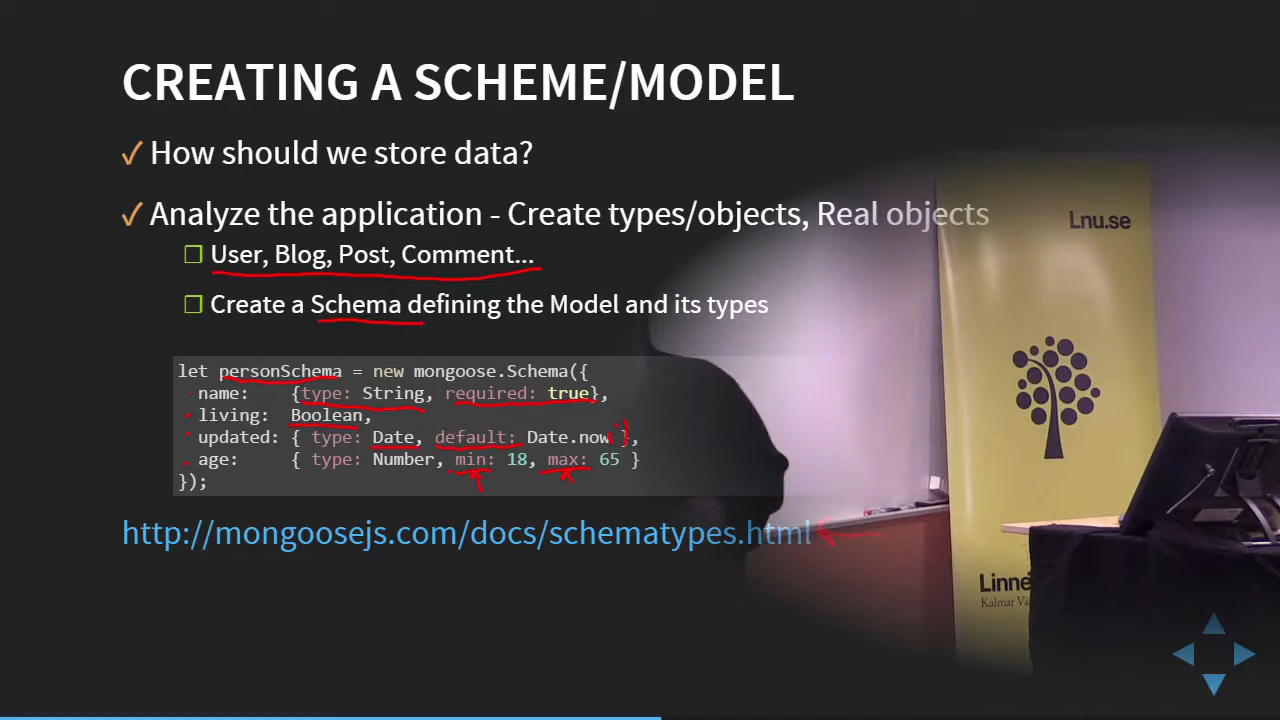 CREATING A SCHEME/MODEL
✓ How should we store data?
✓ Analyze the application - Create types/objects, Real objects
❒ User, Blog, Post, Comment...
❒ Create a Schema defining the Model and its types
let personSchema = new mongoose.Schema({
name: {type: String, required: true},
living: Boolean,
updated: { type: Date, default: Date.now },
age: { type: Number, min: 18, max: 65 }
});
http://mongoosejs.com/docs/schematypes.html
Lnu.se
Linne
Kalmar Vä